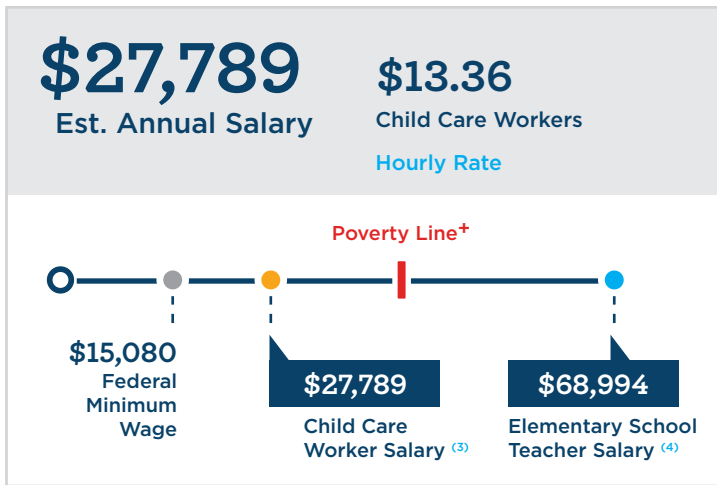 $27,789
Est. Annual Salary
$13.36
Child Care Workers
Hourly Rate
Poverty Line+
$15,080
Federal
Minimum
Wage
$27,789
Child Care
Worker Salary (3)
$68,994
Elementary School
Teacher Salary (4)